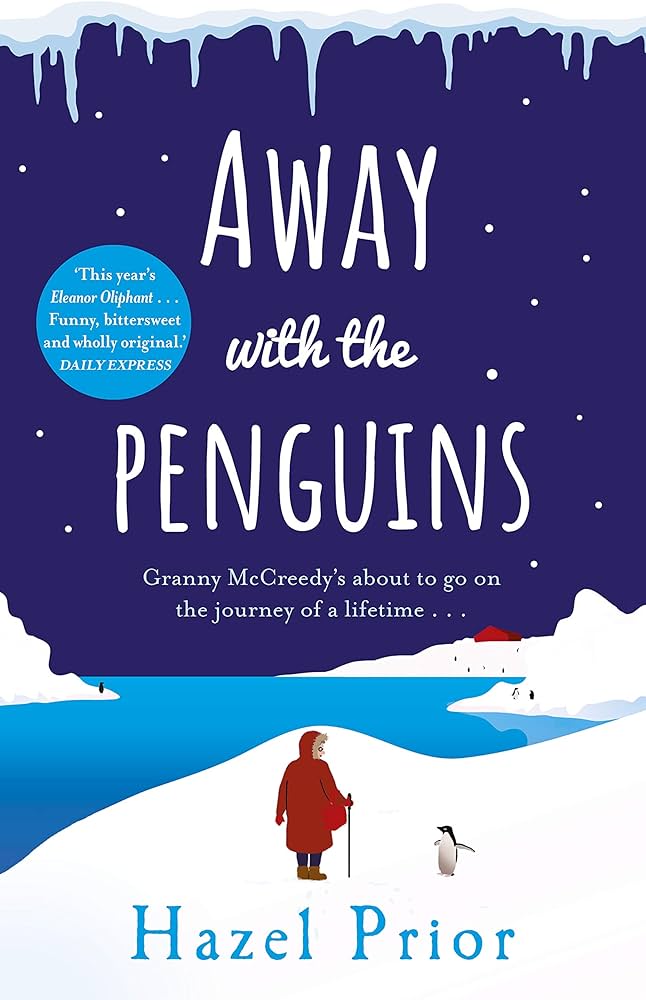 AWAY
with the
PENGUINS
‘This year’s
Eleanor Oliphant . . .
Funny, bittersweet
and wholly original.’
DAILY EXPRESS
Granny McCreedy’s about to go on
the journey of a lifetime . . .
Hazel Prior